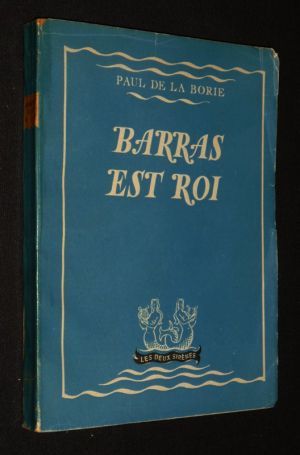 PAUL DE LA BORIE
BARRAS
EST ROI
LES DEUX SIRÈNES